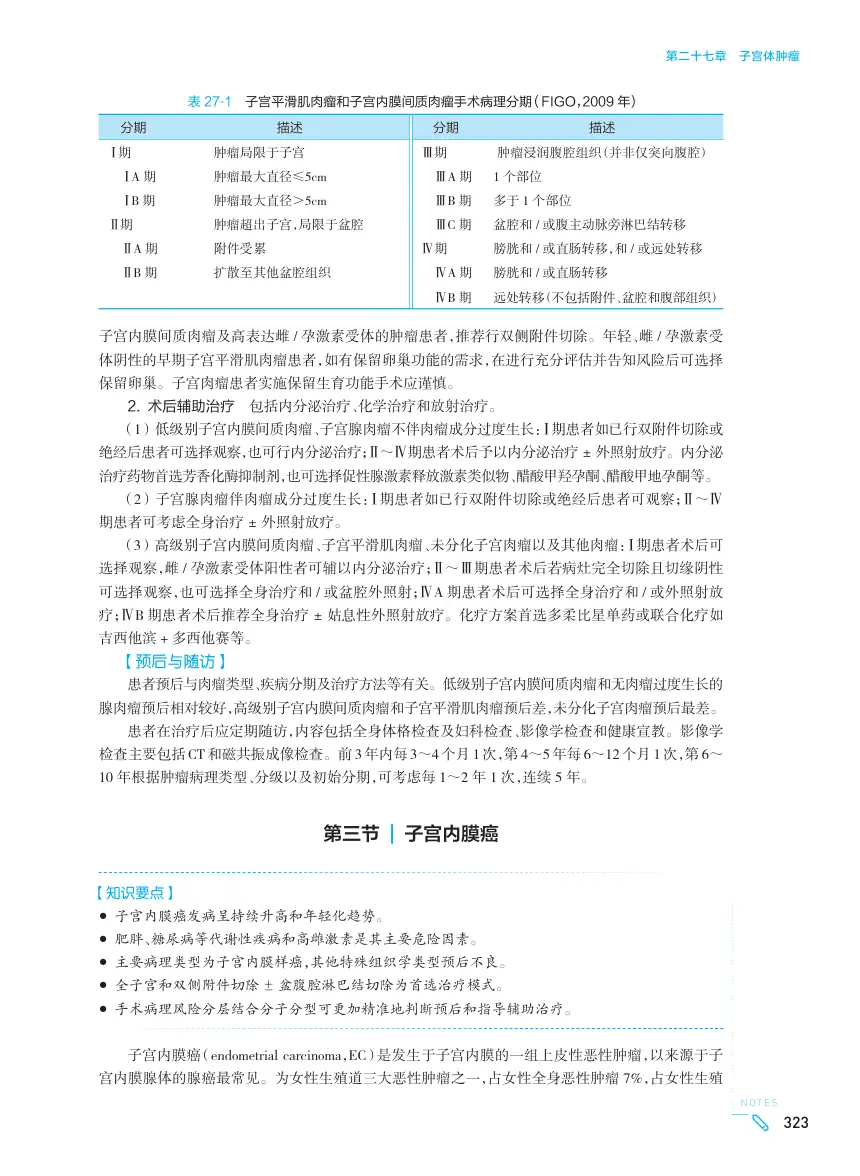 第二十七章 子宫体肿瘤
表 27-1 子宫平滑肌肉瘤和子宫内膜间质肉瘤手术病理分期（FIGO，2009 年）
分期 描述 分期 描述
Ⅰ期 肿瘤局限于子宫 Ⅲ期 肿瘤浸润腹腔组织（并非仅突向腹腔）
ⅠA 期 肿瘤最大直径≤5cm ⅢA 期 1 个部位
ⅠB 期 肿瘤最大直径＞5cm ⅢB 期 多于 1 个部位
Ⅱ期 肿瘤超出子宫，局限于盆腔 ⅢC 期 盆腔和 / 或腹主动脉旁淋巴结转移
ⅡA 期 附件受累 Ⅳ期 膀胱和 / 或直肠转移，和 / 或远处转移
ⅡB 期 扩散至其他盆腔组织 ⅣA 期 膀胱和 / 或直肠转移
ⅣB 期 远处转移（不包括附件、盆腔和腹部组织）
子宫内膜间质肉瘤及高表达雌 / 孕激素受体的肿瘤患者，推荐行双侧附件切除。年轻、雌 / 孕激素受
体阴性的早期子宫平滑肌肉瘤患者，如有保留卵巢功能的需求，在进行充分评估并告知风险后可选择
保留卵巢。子宫肉瘤患者实施保留生育功能手术应谨慎。
2. 术后辅助治疗 包括内分泌治疗、化学治疗和放射治疗。
（1）低级别子宫内膜间质肉瘤、子宫腺肉瘤不伴肉瘤成分过度生长：Ⅰ期患者如已行双附件切除或
绝经后患者可选择观察，也可行内分泌治疗；Ⅱ～Ⅳ期患者术后予以内分泌治疗 ± 外照射放疗。内分泌
治疗药物首选芳香化酶抑制剂，也可选择促性腺激素释放激素类似物、醋酸甲羟孕酮、醋酸甲地孕酮等。
（2）子宫腺肉瘤伴肉瘤成分过度生长：Ⅰ期患者如已行双附件切除或绝经后患者可观察；Ⅱ～Ⅳ
期患者可考虑全身治疗 ± 外照射放疗。
（3）高级别子宫内膜间质肉瘤、子宫平滑肌肉瘤、未分化子宫肉瘤以及其他肉瘤：Ⅰ期患者术后可
选择观察，雌 / 孕激素受体阳性者可辅以内分泌治疗；Ⅱ～Ⅲ期患者术后若病灶完全切除且切缘阴性
可选择观察，也可选择全身治疗和 / 或盆腔外照射；ⅣA 期患者术后可选择全身治疗和 / 或外照射放
疗；ⅣB 期患者术后推荐全身治疗 ± 姑息性外照射放疗。化疗方案首选多柔比星单药或联合化疗如
吉西他滨 + 多西他赛等。
【预后与随访】
患者预后与肉瘤类型、疾病分期及治疗方法等有关。低级别子宫内膜间质肉瘤和无肉瘤过度生长的
腺肉瘤预后相对较好，高级别子宫内膜间质肉瘤和子宫平滑肌肉瘤预后差，未分化子宫肉瘤预后最差。
患者在治疗后应定期随访，内容包括全身体格检查及妇科检查、影像学检查和健康宣教。影像学
检查主要包括 CT 和磁共振成像检查。前 3 年内每 3～4 个月 1 次，第 4～5 年每 6～12 个月 1 次，第 6～
10 年根据肿瘤病理类型、分级以及初始分期，可考虑每 1～2 年 1 次，连续 5 年。
第三节 | 子宫内膜癌
【知识要点】
● 子宫内膜癌发病呈持续升高和年轻化趋势。
● 肥胖、糖尿病等代谢性疾病和高雌激素是其主要危险因素。
● 主要病理类型为子宫内膜样癌，其他特殊组织学类型预后不良。
● 全子宫和双侧附件切除 ± 盆腹腔淋巴结切除为首选治疗模式。
● 手术病理风险分层结合分子分型可更加精准地判断预后和指导辅助治疗。
子宫内膜癌（endometrial carcinoma，EC）是发生于子宫内膜的一组上皮性恶性肿瘤，以来源于子
宫内膜腺体的腺癌最常见。为女性生殖道三大恶性肿瘤之一，占女性全身恶性肿瘤 7%，占女性生殖
NOTES
323